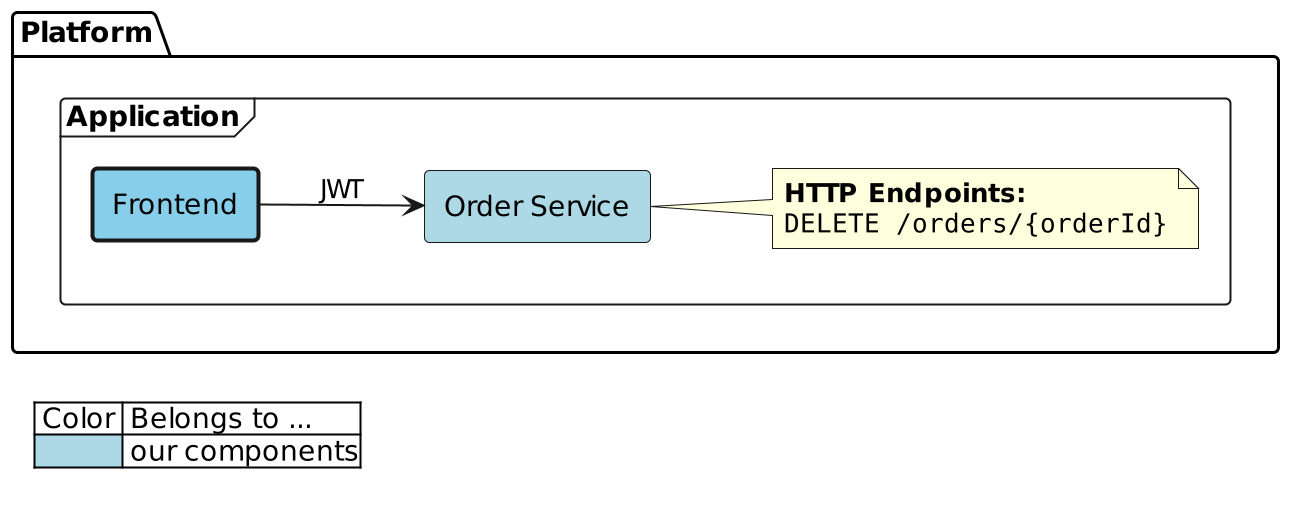 Platform
Application
Frontend
JWT
Order Service
HTTP Endpoints:
DELETE /orders/{orderId}
Color Belongs to ...
our components